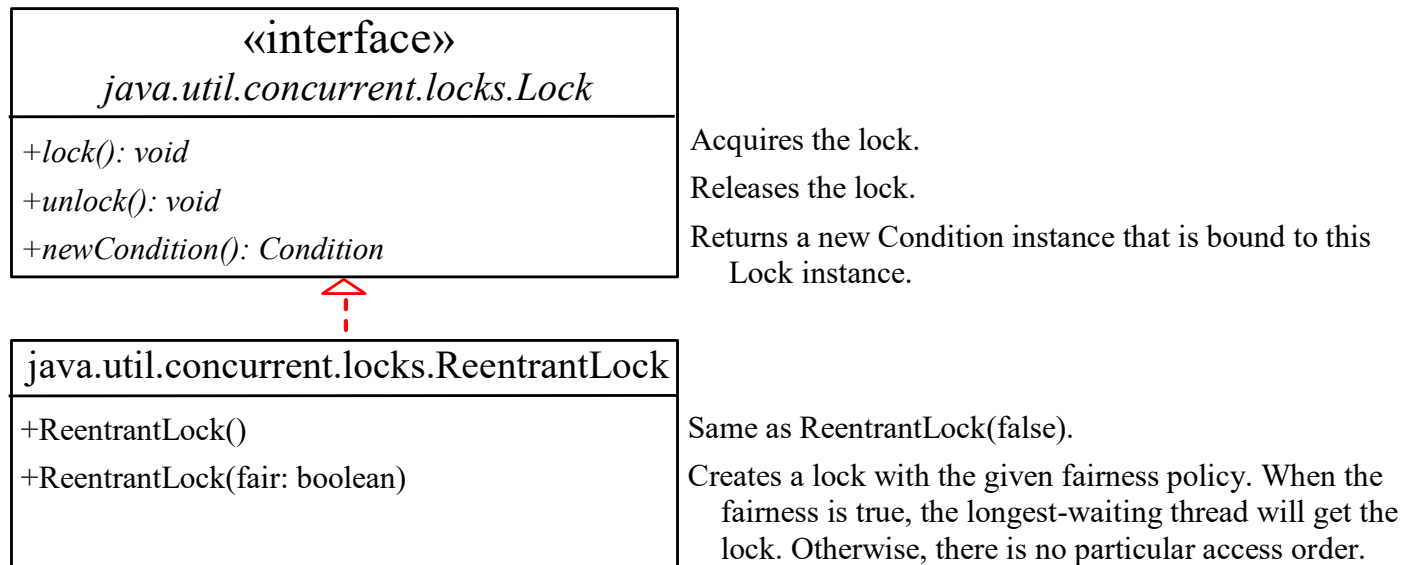 «interface»
java.util.concurrent.locks.Lock
+lock(): void
Acquires the lock.
+unlock(): void
Releases the lock.
+newCondition(): Condition
Returns a new Condition instance that is bound to this
Lock instance.
java.util.concurrent.locks.ReentrantLock
+ReentrantLock()
Same as ReentrantLock(false).
+ReentrantLock(fair: boolean)
Creates a lock with the given fairness policy. When the
fairness is true, the longest-waiting thread will get the
lock. Otherwise, there is no particular access order.